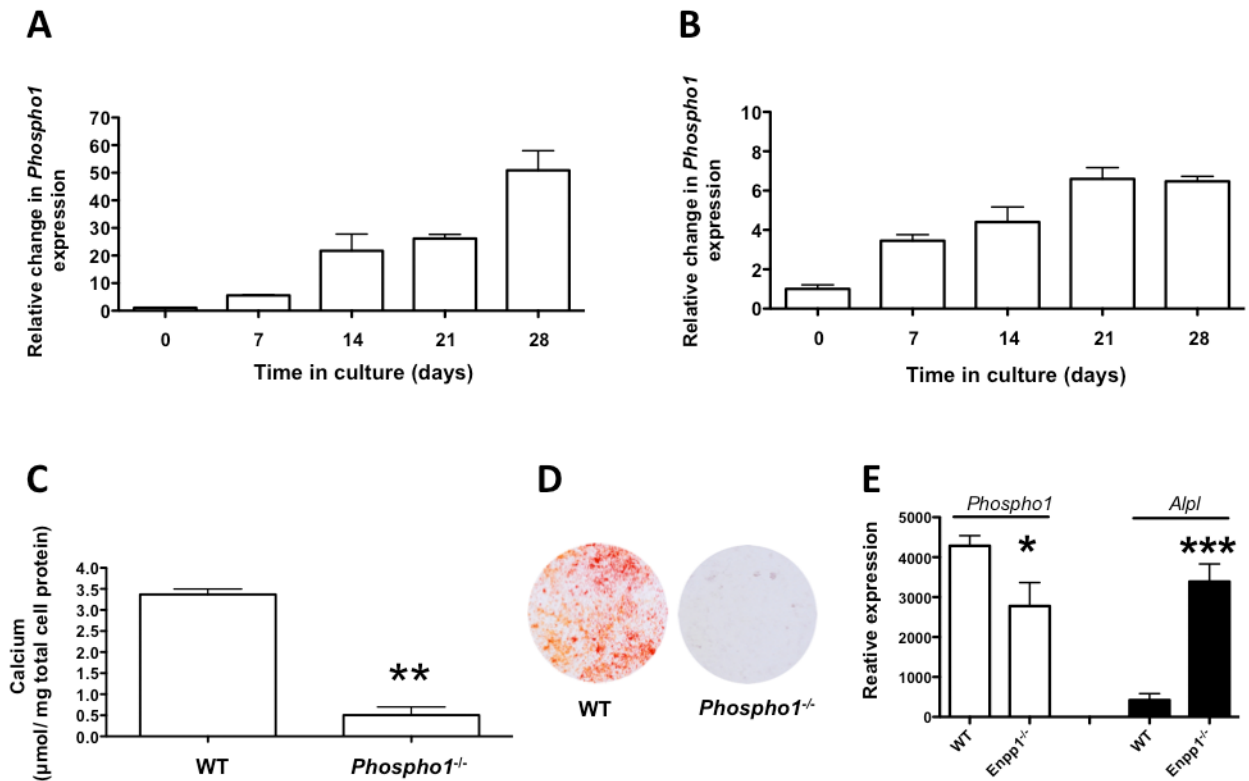 A
Relative change in Phospho1
expression
70
60
50
40
30
20
10
0
0 7 14 21 28
Time in culture (days)
B
Relative change in Phospho1
expression
10
8
6
4
2
0
0 7 14 21 28
Time in culture (days)
C
Calcium
(µmol/ mg total cell protein)
4.0
3.5
3.0
2.5
2.0
1.5
1.0
0.5
0.0
**
WT Phospho1-/-
D
WT Phospho1-/-
E
Phospho1 Alpl
Reative expression
5000
4000
3000
2000
1000
0
* ***
WT Enpp1-/- WT Enpp1-/-